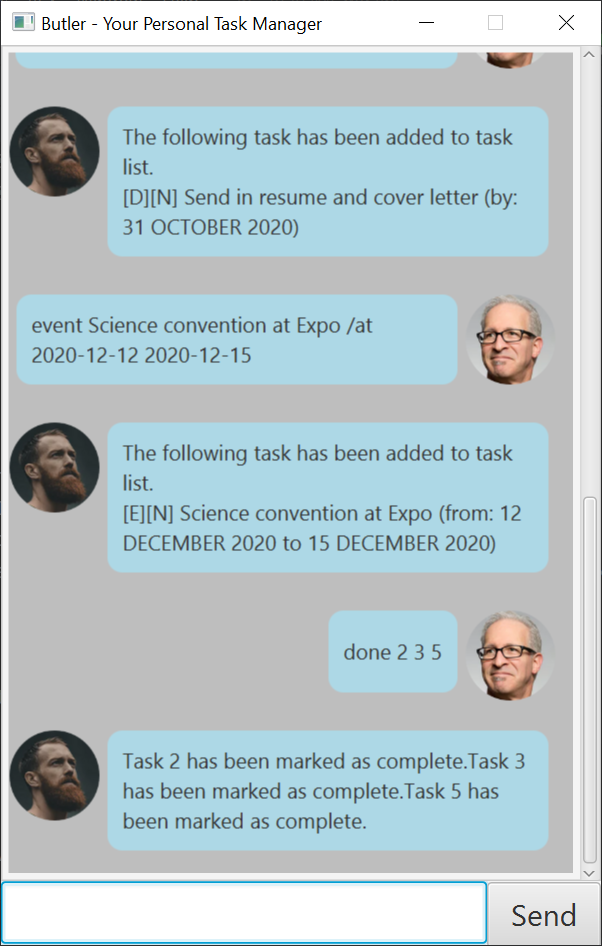 Butler - Your Personal Task Manager
The following task has been added to task
list.
[D][N] Send in resume and cover letter (by:
31 OCTOBER 2020)
event Science convention at Expo /at
2020-12-12 2020-12-15
The following task has been added to task
list.
[E][N] Science convention at Expo (from: 12
DECEMBER 2020 to 15 DECEMBER 2020)
done 2 3 5
Task 2 has been marked as complete.Task 3
has been marked as complete.Task 5 has
been marked as complete.
Send